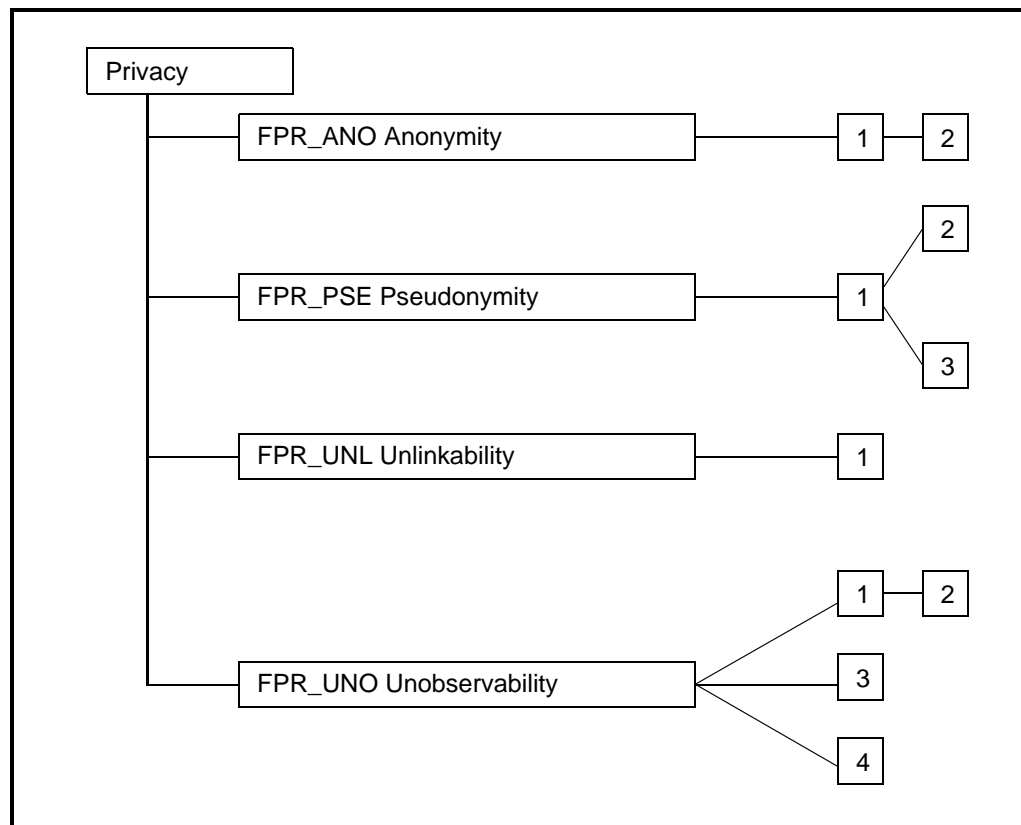 Privacy
FPR_ANO Anonymity 1 2
2
FPR_PSE Pseudonymity 1
3
FPR_UNL Unlinkability 1
1 2
FPR_UNO Unobservability 3
4